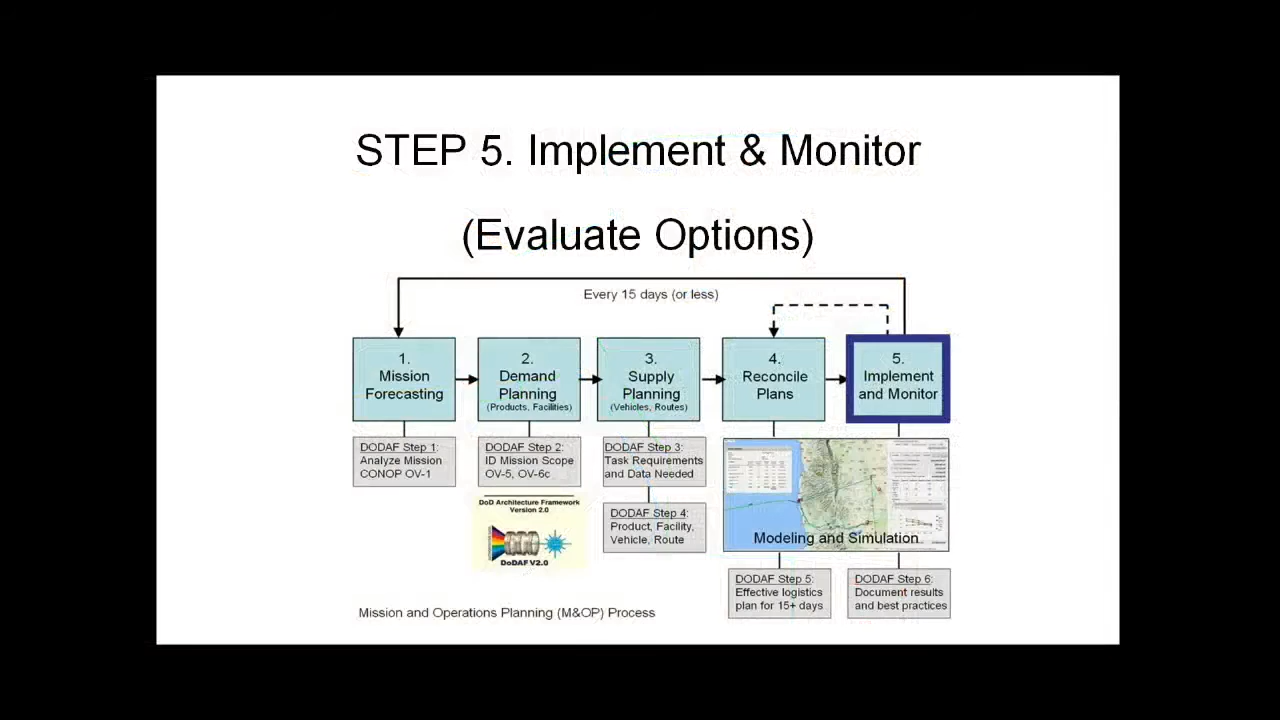 STEP 5. Implement & Monitor
(Evaluate Options)
Every 15 days (or less)
1.
Mission
Forecasting
2.
Demand
Planning
(Products, Facilities)
3.
Supply
Planning
(Vehicles, Routes)
4.
Reconcile
Plans
5.
Implement
and Monitor
DODAF Step 1:
Analyze Mission
CONOP OV-1
DODAF Step 2:
ID Mission Scope
OV-5, OV-6c
DODAF Step 3:
Task Requirements
and Data Needed
DoD Architecture Framework
Version 2.0
DoDAF V2.0
DODAF Step 4:
Product, Facility,
Vehicle, Route
Modeling and Simulation
DODAF Step 5:
Effective logistics
plan for 15+ days
DODAF Step 6:
Document results
and best practices
Mission and Operations Planning (M&OP) Process